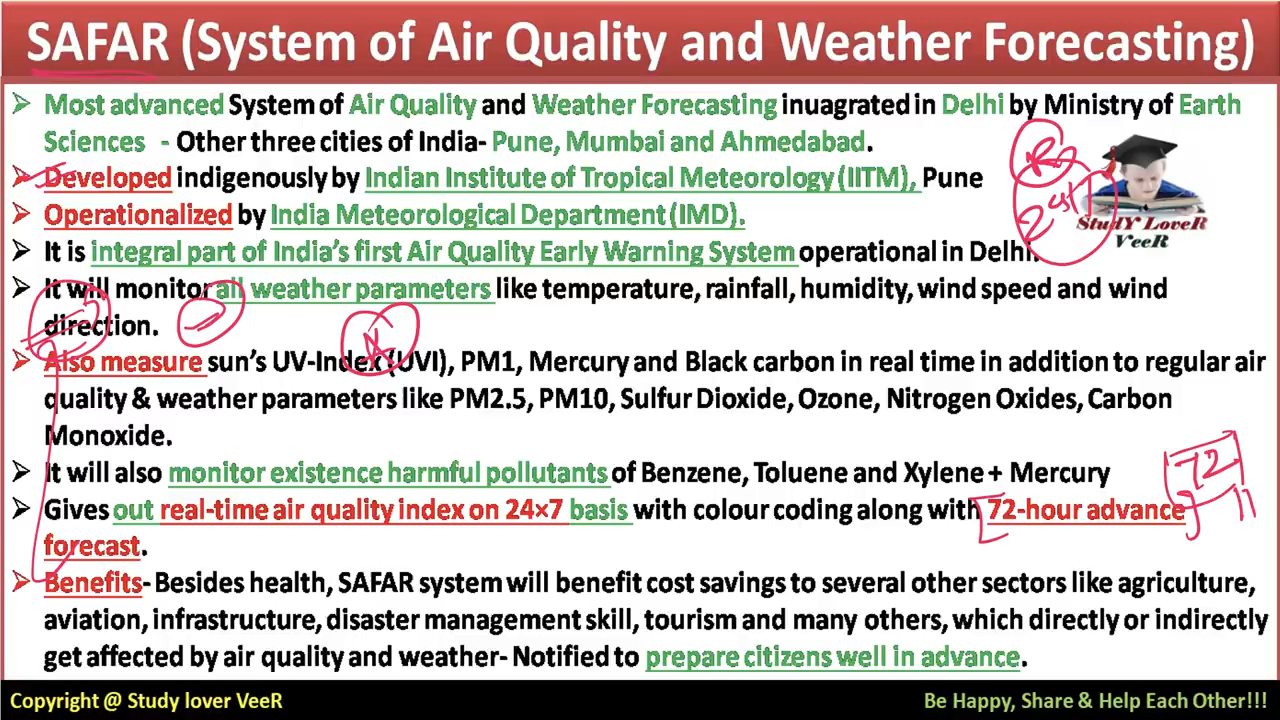 SAFAR (System of Air Quality and Weather Forecasting)
Most advanced System of Air Quality and Weather Forecasting inuagrated in Delhi by Ministry of Earth
Sciences - Other three cities of India- Pune, Mumbai and Ahmedabad.
Developed indigenously by Indian Institute of Tropical Meteorology (IITM), Pune
Operationalized by India Meteorological Department (IMD).
StudY LoveR
VeeR
It is integral part of India's first Air Quality Early Warning System operational in Delhi.
It will monitor all weather parameters like temperature, rainfall, humidity, wind speed and wind
direction.
Also measure sun's UV-Index (UVI), PM1, Mercury and Black carbon in real time in addition to regular air
quality & weather parameters like PM2.5, PM10, Sulfur Dioxide, Ozone, Nitrogen Oxides, Carbon
Monoxide.
It will also monitor existence harmful pollutants of Benzene, Toluene and Xylene + Mercury
72
Gives out real-time air quality index on 24×7 basis with colour coding along with 72-hour advance
forecast.
Benefits- Besides health, SAFAR system will benefit cost savings to several other sectors like agriculture,
aviation, infrastructure, disaster management skill, tourism and many others, which directly or indirectly
get affected by air quality and weather- Notified to prepare citizens well in advance.
Copyright @ Study lover VeeR
Be Happy, Share & Help Each Other!!!